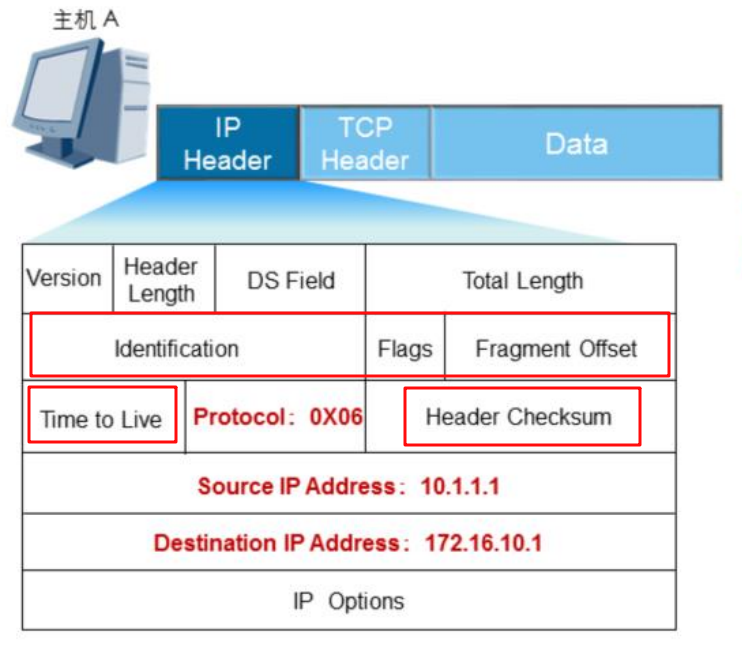 主机 A
IP Header
TCP Header
Data
Version
Header Length
DS Field
Total Length
Identification
Flags
Fragment Offset
Time to Live
Protocol：0X06
Header Checksum
Source IP Address：10.1.1.1
Destination IP Address：172.16.10.1
IP Options